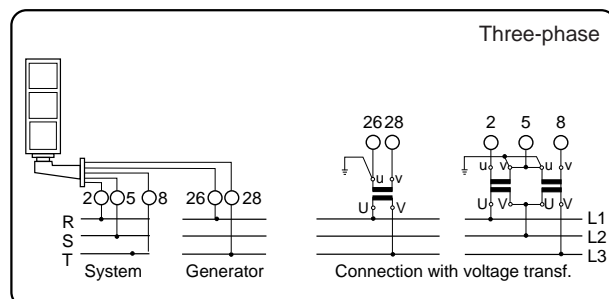 Three-phase
26 28 2 5 8
u v u v u v
2 5 8 26 28
U V U V U V
R L1
S L2
T L3
System Generator Connection with voltage transf.